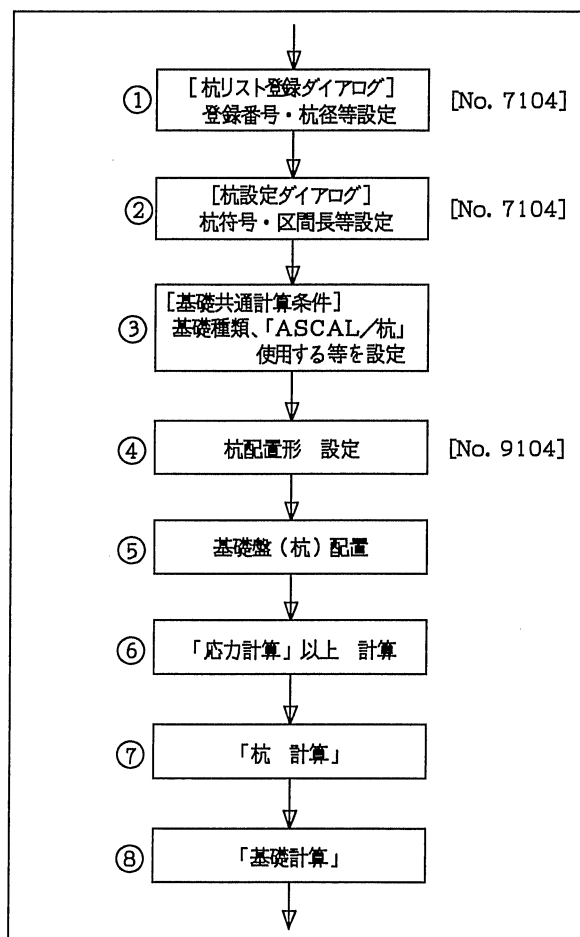 ①
[杭リスト登録ダイアログ]
登録番号・杭径等設定
[No. 7104]
②
[杭設定ダイアログ]
杭符号・区間長等設定
[No. 7104]
③
[基礎共通計算条件]
基礎種類、「ASCAL/杭」
使用する等を設定
④
杭配置形 設定
[No. 9104]
⑤
基礎盤(杭)配置
⑥
「応力計算」以上 計算
⑦
「杭 計算」
⑧
「基礎計算」